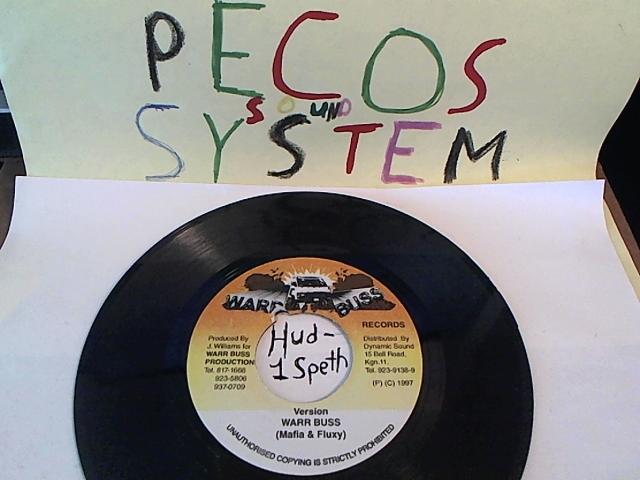 PECOS
SOUND
SYSTEM
WARR BUSS
RECORDS
Hud-
1 Speth
Produced By
J. Williams for
WARR BUSS
PRODUCTION
Tel. 817-1666
923-5806
937-0709
Distributed By
Dynamic Sound
15 Bell Road,
Kgn.11.
Tel. 923-9138-9
(P) (C) 1997
Version
WARR BUSS
(Mafia & Fluxy)
UNAUTHORISED COPYING IS STRICTLY PROHIBITED